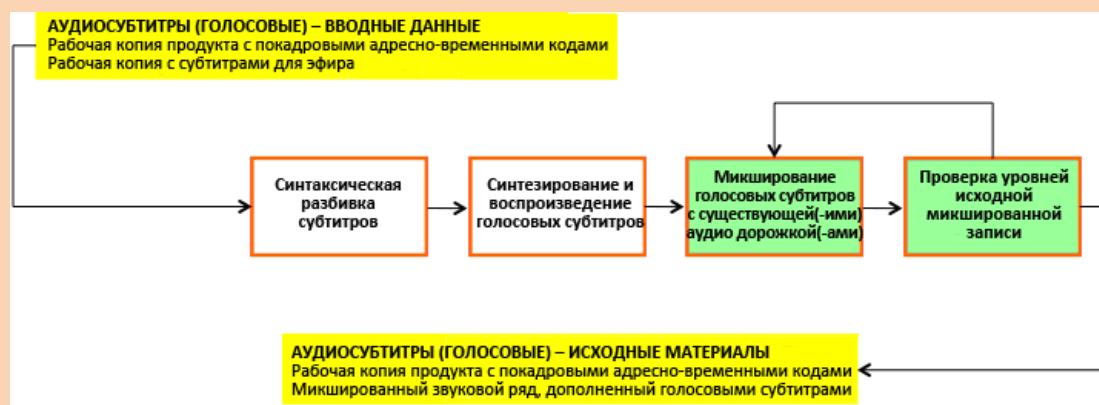 АУДИОСУБТИТРЫ (ГОЛОСОВЫЕ) – ВВОДНЫЕ ДАННЫЕ
Рабочая копия продукта с покадровыми адресно-временными кодами
Рабочая копия с субтитрами для эфира
Синтаксическая
разбивка
субтитров
Синтезирование и
воспроизведение
голосовых субтитров
Микширование
голосовых субтитров
с существующей(-ими)
аудио дорожкой(-ами)
Проверка уровней
исходной
микшированной
записи
АУДИОСУБТИТРЫ (ГОЛОСОВЫЕ) – ИСХОДНЫЕ МАТЕРИАЛЫ
Рабочая копия продукта с покадровыми адресно-временными кодами
Микшированный звуковой ряд, дополненный голосовыми субтитрами